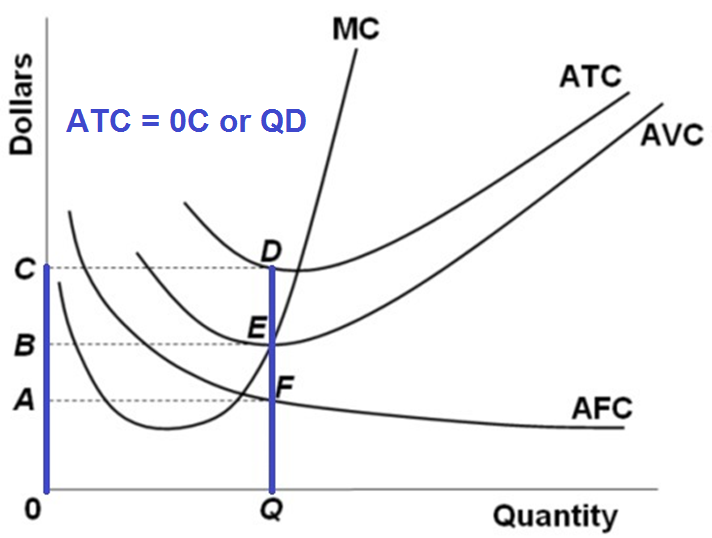 MC
Dollars
ATC
ATC = 0C or QD
AVC
D
C
E
B
F
A
AFC
0
Q
Quantity